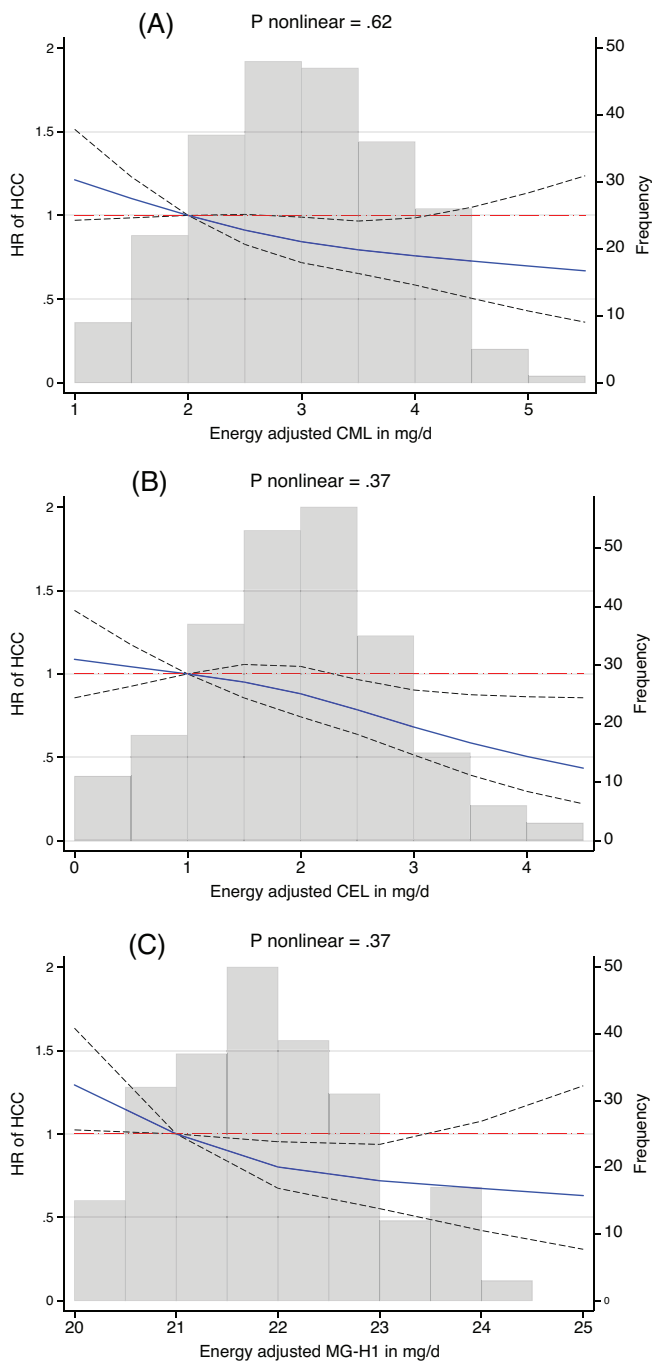 (A)
P nonlinear = .62
2
1.5
1
.5
0
HR of HCC
50
40
30
20
10
0
Frequency
1 2 3 4 5
Energy adjusted CML in mg/d
(B)
P nonlinear = .37
2
1.5
1
.5
0
HR of HCC
50
40
30
20
10
0
Frequency
0 1 2 3 4
Energy adjusted CEL in mg/d
(C)
P nonlinear = .37
2
1.5
1
.5
0
HR of HCC
50
40
30
20
10
0
Frequency
20 21 22 23 24 25
Energy adjusted MG-H1 in mg/d